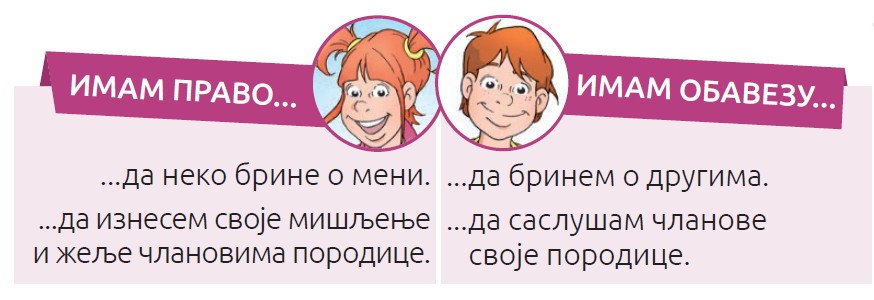 ИМАМ ПРАВО...
...да неко брине о мени.
...да изнесем своје мишљење
и жеље члановима породице.
ИМАМ ОБАВЕЗУ...
...да бринем о другима.
...да саслушам чланове
своје породице.